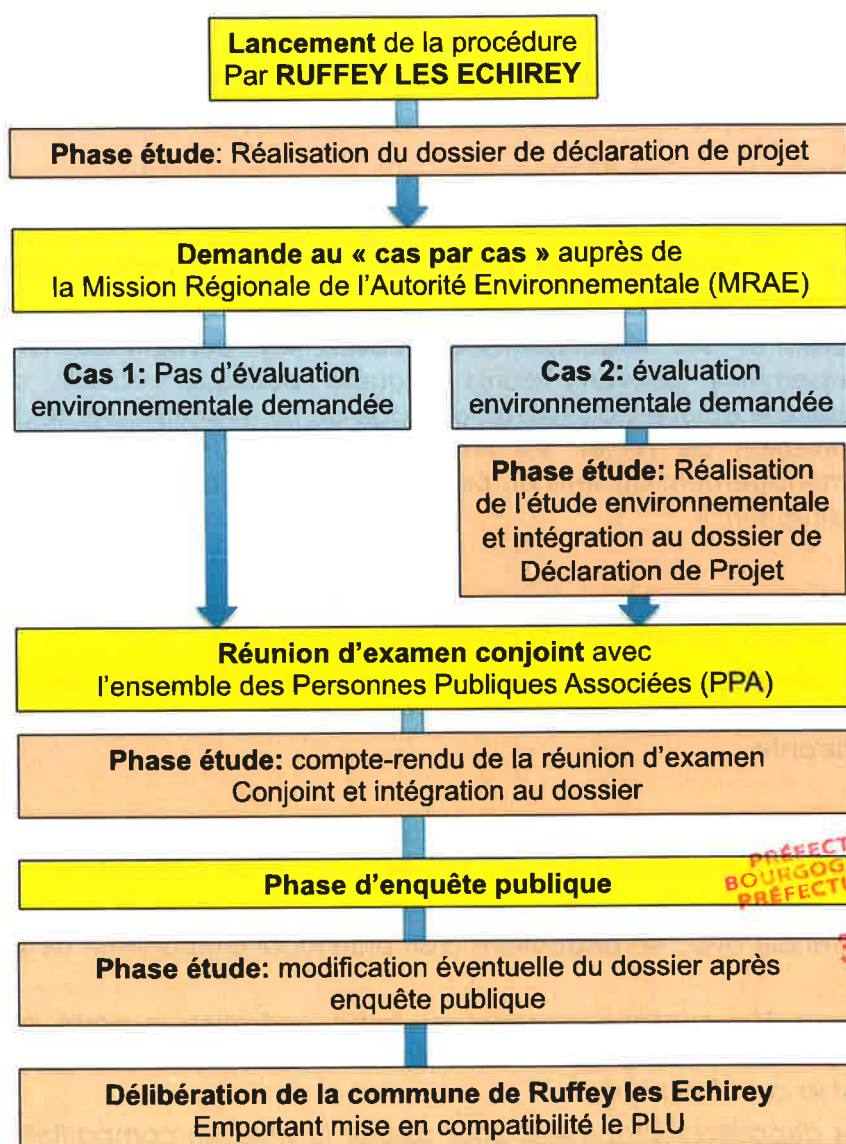 Lancement de la procédure
Par RUFFEY LES ECHIREY
Phase étude: Réalisation du dossier de déclaration de projet
Demande au « cas par cas » auprès de
la Mission Régionale de l'Autorité Environnementale (MRAE)
Cas 1: Pas d'évaluation
environnementale demandée
Cas 2: évaluation
environnementale demandée
Phase étude: Réalisation
de l'étude environnementale
et intégration au dossier de
Déclaration de Projet
Réunion d'examen conjoint avec
l'ensemble des Personnes Publiques Associées (PPA)
Phase étude: compte-rendu de la réunion d'examen
Conjoint et intégration au dossier
Phase d'enquête publique
Phase étude: modification éventuelle du dossier après
enquête publique
Délibération de la commune de Ruffey les Echirey
Emportant mise en compatibilité le PLU